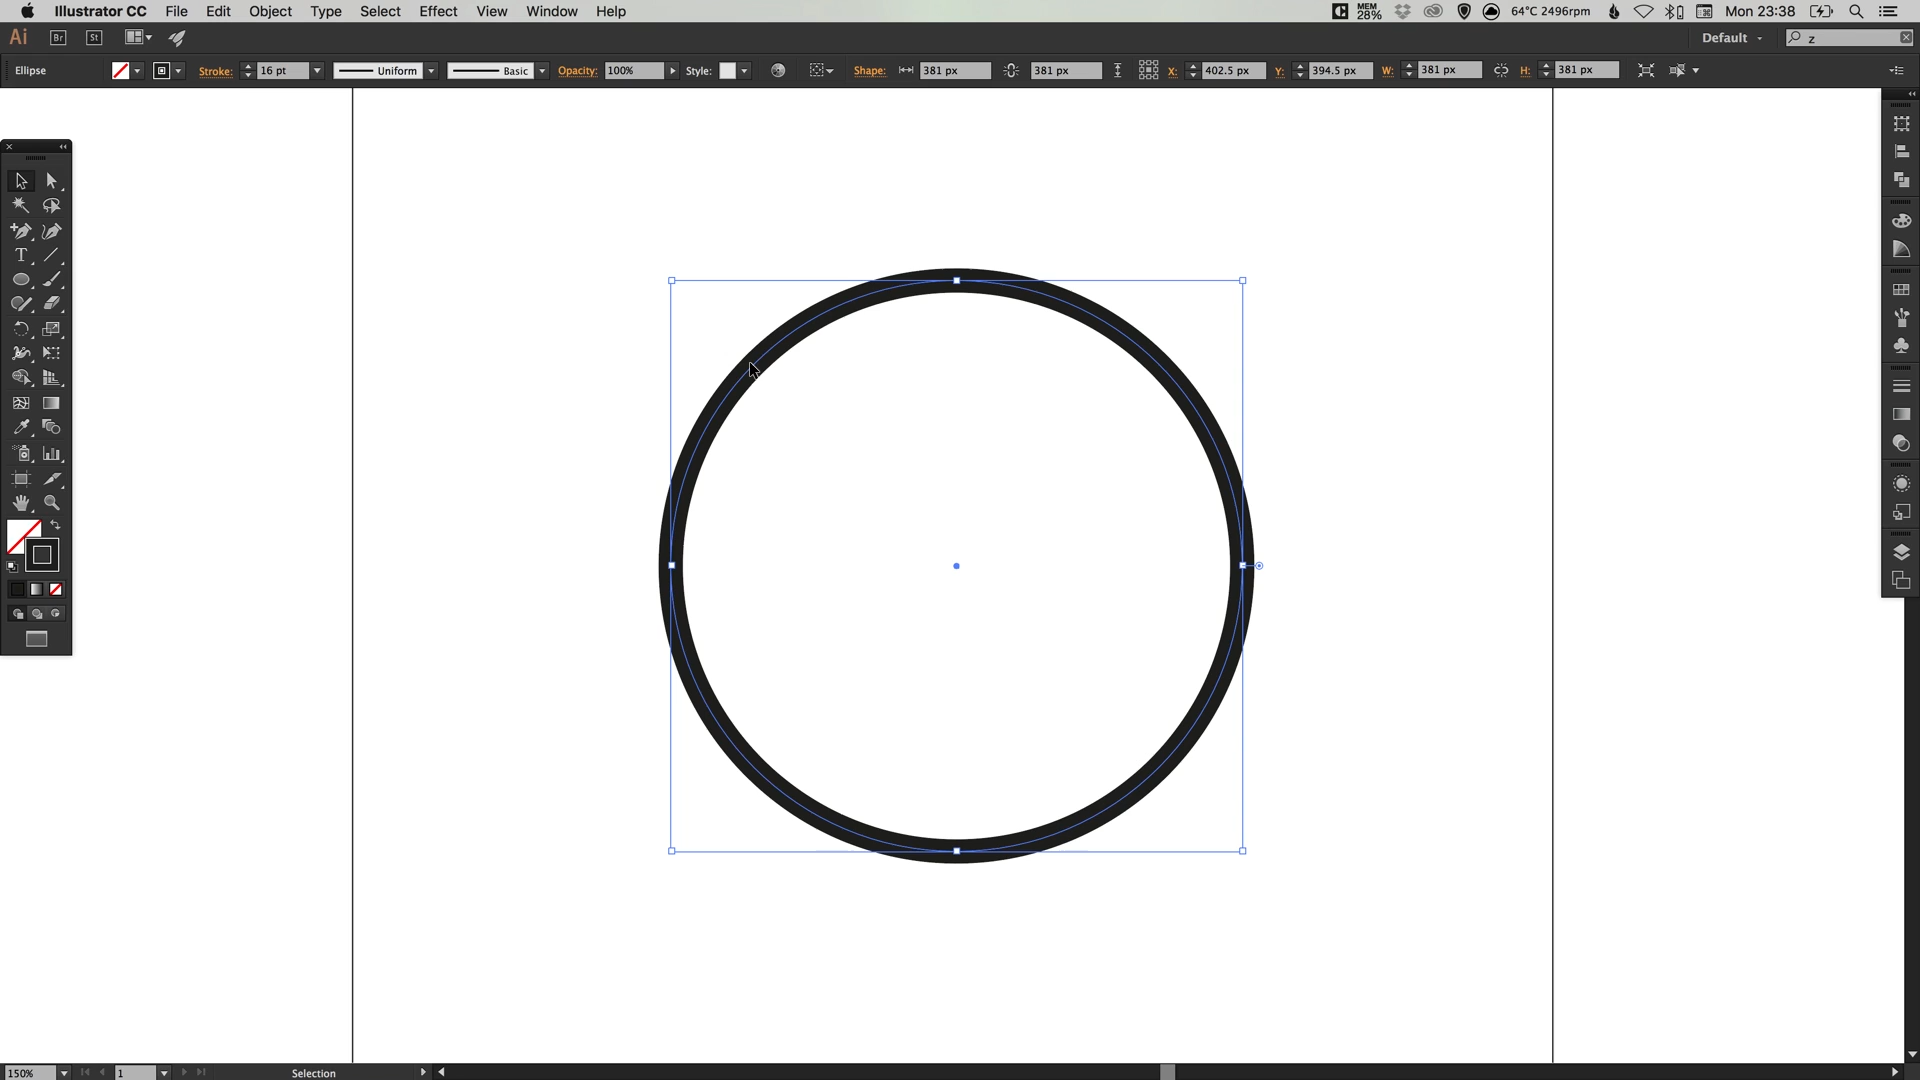 Illustrator CC File Edit Object Type Select Effect View Window Help MEM 28% 64°C 2496rpm Mon 23:38
Ai Br St Default z
Ellipse Stroke: 16 pt Uniform Basic Opacity: 100% Style: Shape: 381 px 381 px X: 402.5 px Y: 394.5 px W: 381 px H: 381 px
T
150% 1 Selection